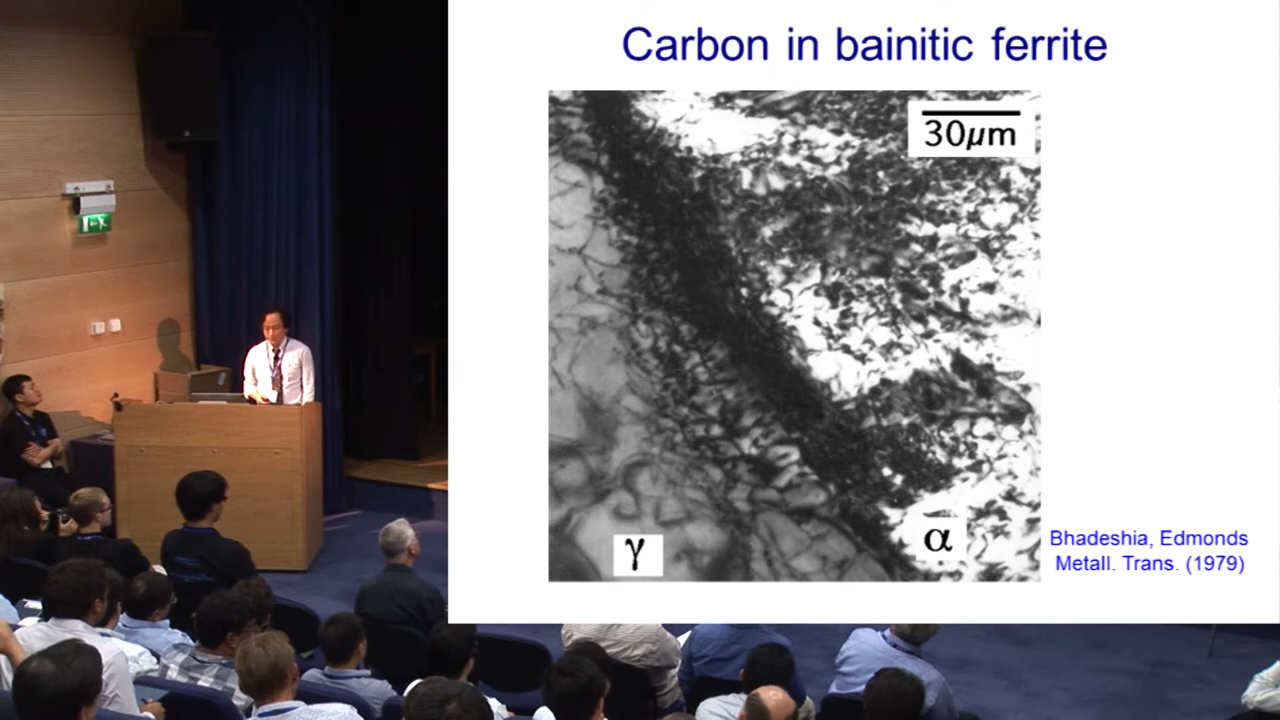 Carbon in bainitic ferrite
30μm
γ
α
Bhadeshia, Edmonds
Metall. Trans. (1979)